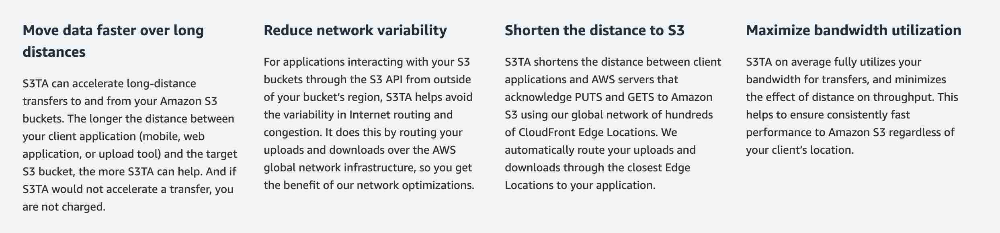 Move data faster over long
distances
S3TA can accelerate long-distance
transfers to and from your Amazon S3
buckets. The longer the distance between
your client application (mobile, web
application, or upload tool) and the target
S3 bucket, the more S3TA can help. And if
S3TA would not accelerate a transfer, you
are not charged.
Reduce network variability
For applications interacting with your S3
buckets through the S3 API from outside
of your bucket’s region, S3TA helps avoid
the variability in Internet routing and
congestion. It does this by routing your
uploads and downloads over the AWS
global network infrastructure, so you get
the benefit of our network optimizations.
Shorten the distance to S3
S3TA shortens the distance between client
applications and AWS servers that
acknowledge PUTS and GETS to Amazon
S3 using our global network of hundreds
of CloudFront Edge Locations. We
automatically route your uploads and
downloads through the closest Edge
Locations to your application.
Maximize bandwidth utilization
S3TA on average fully utilizes your
bandwidth for transfers, and minimizes
the effect of distance on throughput. This
helps to ensure consistently fast
performance to Amazon S3 regardless of
your client’s location.